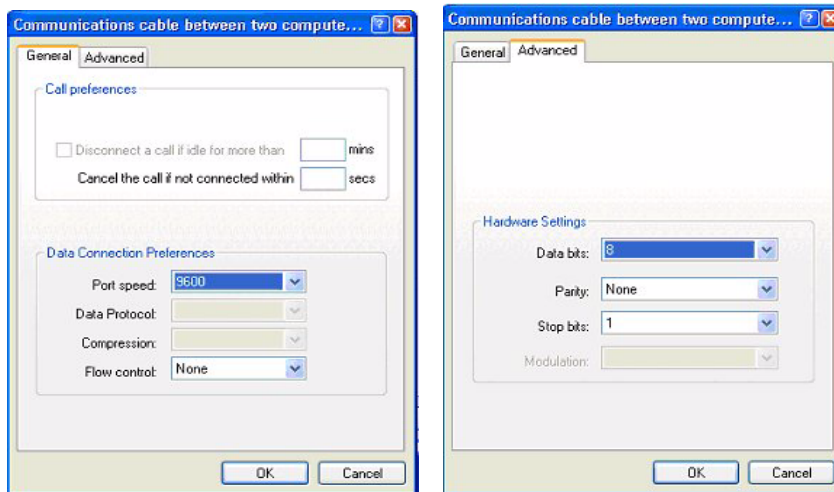 Communications cable between two compute...
General Advanced
Call preferences
Disconnect a call if idle for more than mins
Cancel the call if not connected within secs
Data Connection Preferences
Port speed: 9600
Data Protocol:
Compression:
Flow control: None
OK Cancel
Communications cable between two compute...
General Advanced
Hardware Settings
Data bits: 8
Parity: None
Stop bits: 1
Modulation:
OK Cancel